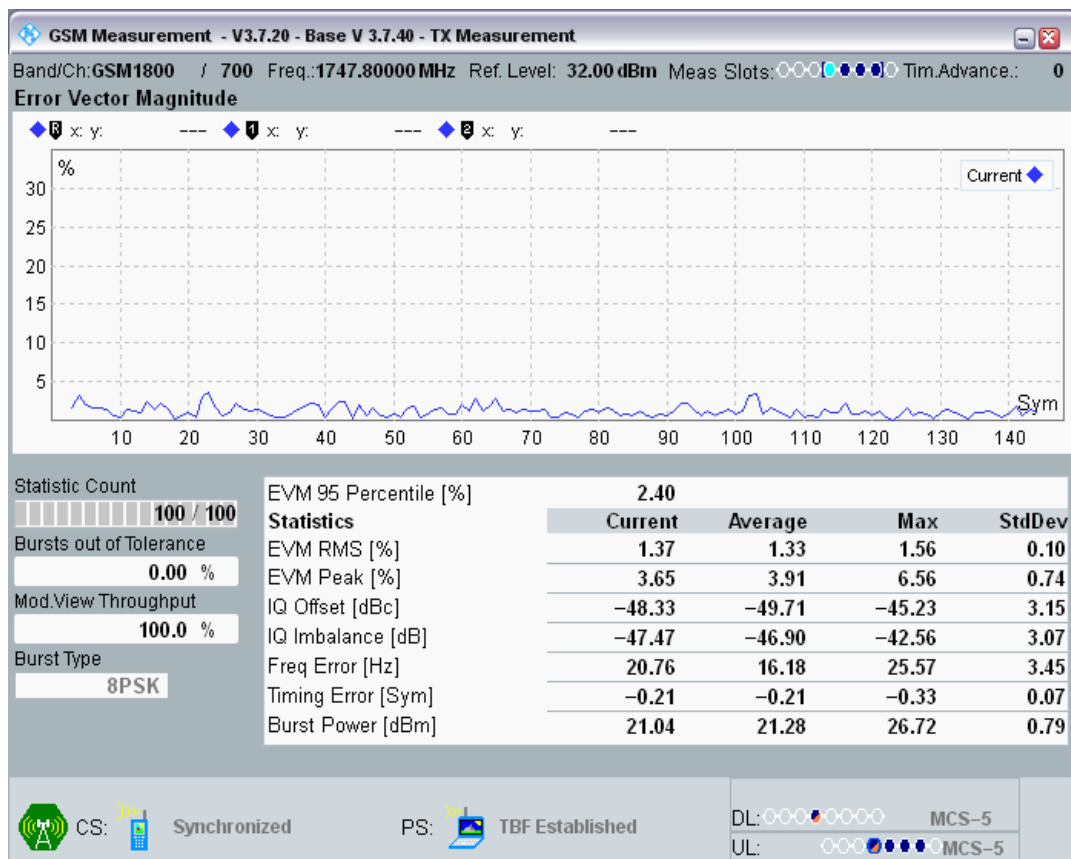 GSM Measurement - V3.7.20 - Base V 3.7.40 - TX Measurement
Band/Ch:GSM1800 / 700 Freq.:1747.80000 MHz Ref. Level: 32.00 dBm Meas Slots: Tim.Advance.: 0
Error Vector Magnitude
R x: y: --- 1 x: y: --- 2 x: y: ---
%
Current
30
25
20
15
10
5
Sym
10 20 30 40 50 60 70 80 90 100 110 120 130 140
Statistic Count
100 / 100
Bursts out of Tolerance
0.00 %
Mod.View Throughput
100.0 %
Burst Type
8PSK
EVM 95 Percentile [%] 2.40
Statistics Current Average Max StdDev
EVM RMS [%] 1.37 1.33 1.56 0.10
EVM Peak [%] 3.65 3.91 6.56 0.74
IQ Offset [dBc] −48.33 −49.71 −45.23 3.15
IQ Imbalance [dB] −47.47 −46.90 −42.56 3.07
Freq Error [Hz] 20.76 16.18 25.57 3.45
Timing Error [Sym] −0.21 −0.21 −0.33 0.07
Burst Power [dBm] 21.04 21.28 26.72 0.79
CS: Synchronized PS: TBF Established
DL: MCS−5
UL: MCS−5